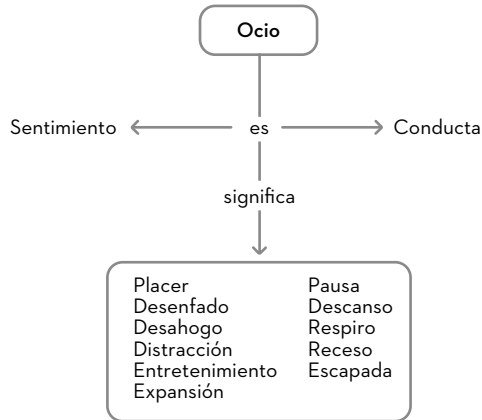 Ocio
Sentimiento es Conducta
significa
Placer
Desenfado
Desahogo
Distracción
Entretenimiento
Expansión
Pausa
Descanso
Respiro
Receso
Escapada